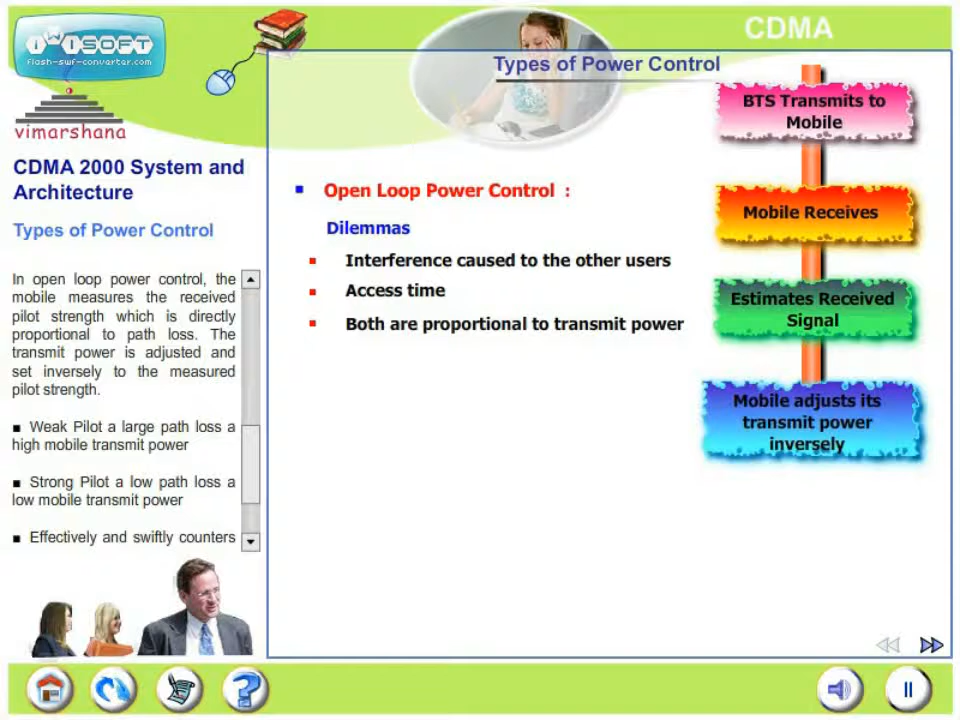 iWiSOFT
flash-swf-converter.com
CDMA
Types of Power Control
vimarshana
CDMA 2000 System and
Architecture
Types of Power Control
In open loop power control, the
mobile measures the received
pilot strength which is directly
proportional to path loss. The
transmit power is adjusted and
set inversely to the measured
pilot strength.
■ Weak Pilot a large path loss a
high mobile transmit power
■ Strong Pilot a low path loss a
low mobile transmit power
■ Effectively and swiftly counters
▪ Open Loop Power Control :
Dilemmas
▪ Interference caused to the other users
▪ Access time
▪ Both are proportional to transmit power
BTS Transmits to
Mobile
Mobile Receives
Estimates Received
Signal
Mobile adjusts its
transmit power
inversely